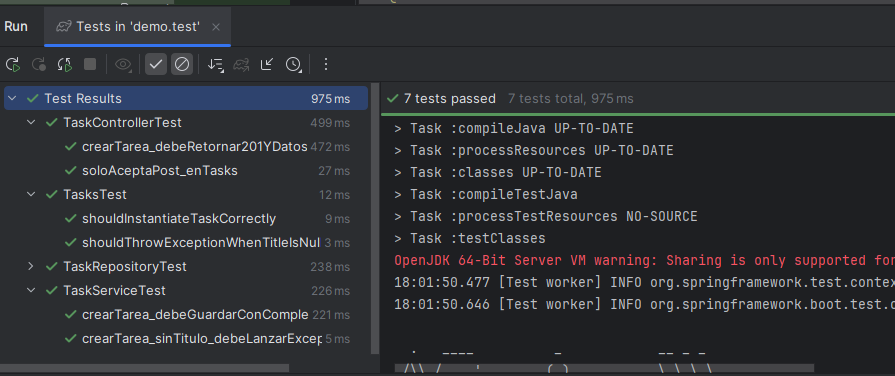 Run
Tests in 'demo.test'
Test Results 975 ms
TaskControllerTest 499 ms
crearTarea_debeRetornar201YDatos 472 ms
soloAceptaPost_enTasks 27 ms
TasksTest 12 ms
shouldInstantiateTaskCorrectly 9 ms
shouldThrowExceptionWhenTitleIsNul 3 ms
TaskRepositoryTest 238 ms
TaskServiceTest 226 ms
crearTarea_debeGuardarConComple 221 ms
crearTarea_sinTitulo_debeLanzarExcep 5 ms
7 tests passed 7 tests total, 975 ms
> Task :compileJava UP-TO-DATE
> Task :processResources UP-TO-DATE
> Task :classes UP-TO-DATE
> Task :compileTestJava
> Task :processTestResources NO-SOURCE
> Task :testClasses
OpenJDK 64-Bit Server VM warning: Sharing is only supported for
18:01:50.477 [Test worker] INFO org.springframework.test.contex
18:01:50.646 [Test worker] INFO org.springframework.boot.test.c